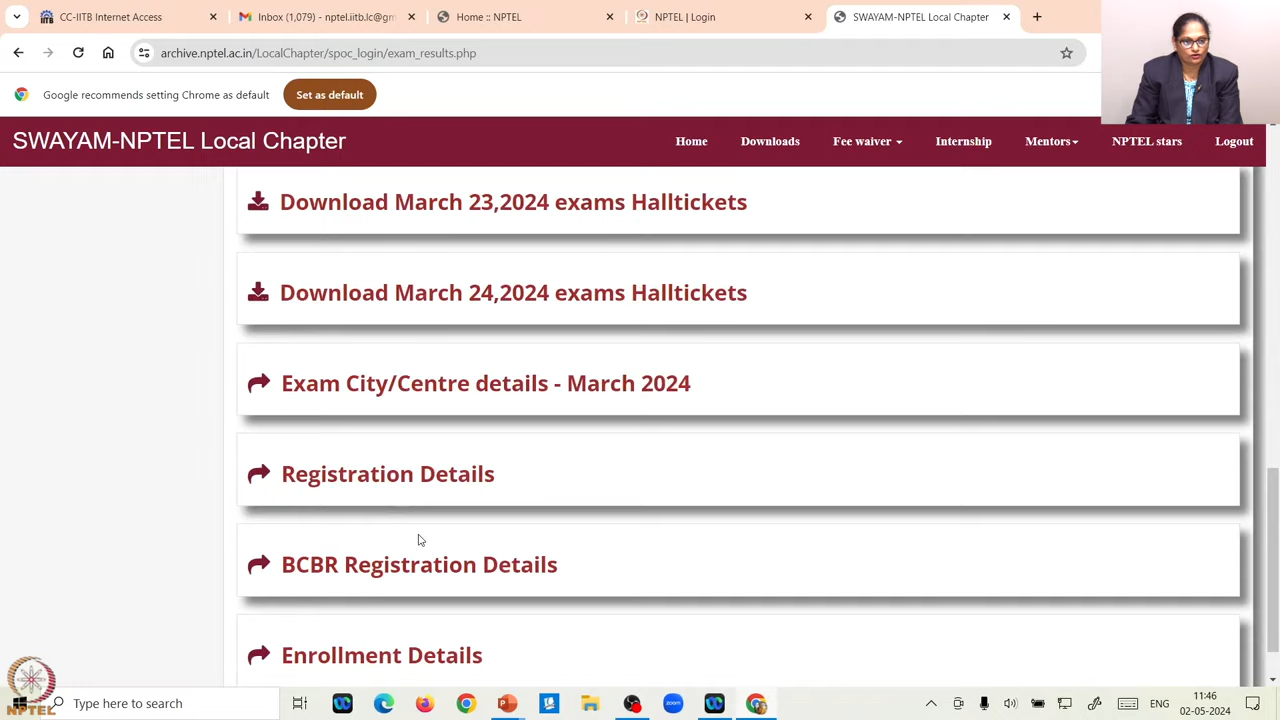 CC-IITB Internet Access
Inbox (1,079) - nptel.iitb.lc@gm
Home :: NPTEL
NPTEL | Login
SWAYAM-NPTEL Local Chapter
archive.nptel.ac.in/LocalChapter/spoc_login/exam_results.php
Google recommends setting Chrome as default
Set as default
SWAYAM-NPTEL Local Chapter
Home
Downloads
Fee waiver
Internship
Mentors
NPTEL stars
Logout
Download March 23,2024 exams Halltickets
Download March 24,2024 exams Halltickets
Exam City/Centre details - March 2024
Registration Details
BCBR Registration Details
Enrollment Details
NPTEL
Type here to search
ENG
11:46
02-05-2024